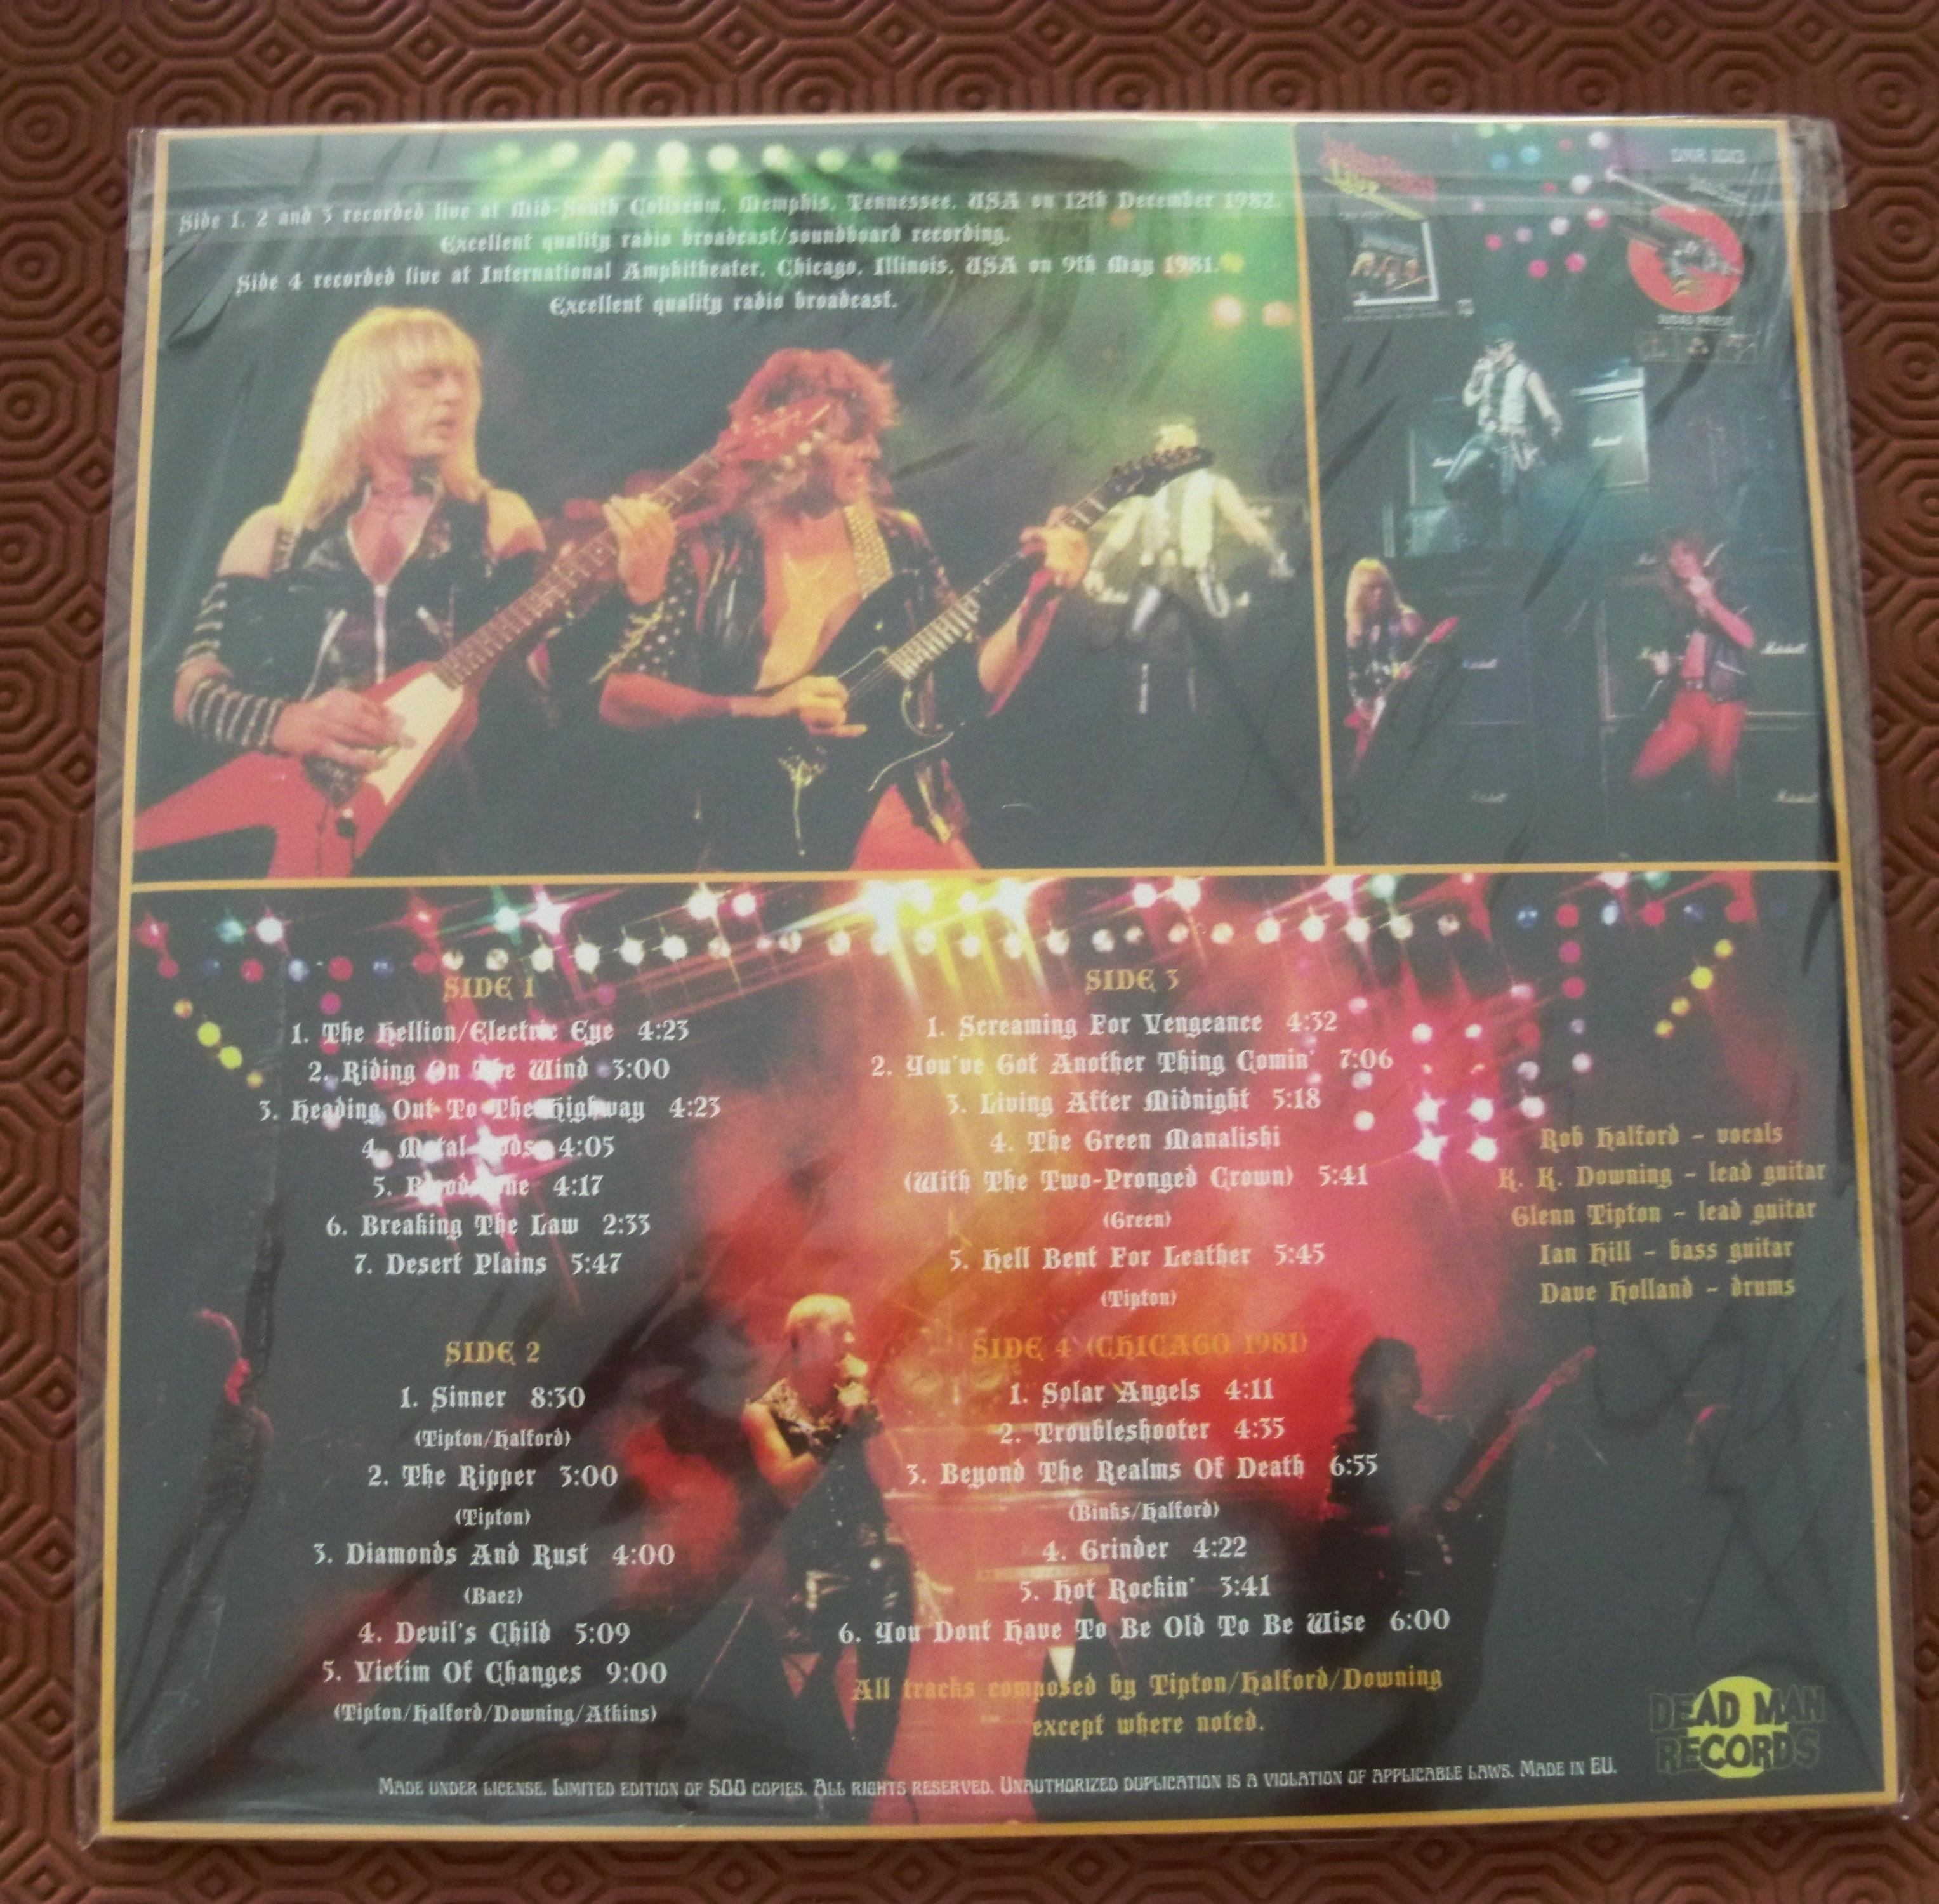 Side 1, 2 and 3 recorded live at Mid-South Coliseum, Memphis, Tennessee, USA on 12th December 1982.
Excellent quality radio broadcast/soundboard recording.
Side 4 recorded live at International Amphitheater, Chicago, Illinois, USA on 9th May 1981.
Excellent quality radio broadcast.
JUDAS PRIEST
Marshall
Marshall
Marshall
Marshall
SIDE 1
1. The Hellion/Electric Eye 4:23
2. Riding On The Wind 3:00
3. Heading Out To The Highway 4:23
4. Metal Gods 4:05
5. Bloodstone 4:17
6. Breaking The Law 2:33
7. Desert Plains 5:47
SIDE 2
1. Sinner 8:30
(Tipton/Halford)
2. The Ripper 3:00
(Tipton)
3. Diamonds And Rust 4:00
(Baez)
4. Devil's Child 5:09
5. Victim Of Changes 9:00
(Tipton/Halford/Downing/Atkins)
SIDE 3
1. Screaming For Vengeance 4:32
2. You've Got Another Thing Comin' 7:06
3. Living After Midnight 5:18
4. The Green Manalishi
(With The Two-Pronged Crown) 5:41
(Green)
5. Hell Bent For Leather 5:45
(Tipton)
SIDE 4 (CHICAGO 1981)
1. Solar Angels 4:11
2. Troubleshooter 4:35
3. Beyond The Realms Of Death 6:55
(Binks/Halford)
4. Grinder 4:22
5. Hot Rockin' 3:41
6. You Dont Have To Be Old To Be Wise 6:00
All tracks composed by Tipton/Halford/Downing
except where noted.
Rob Halford - vocals
K. K. Downing - lead guitar
Glenn Tipton - lead guitar
Ian Hill - bass guitar
Dave Holland - drums
DEAD MAN
RECORDS
Made under license. Limited edition of 500 copies. All rights reserved. Unauthorized duplication is a violation of applicable laws. Made in EU.